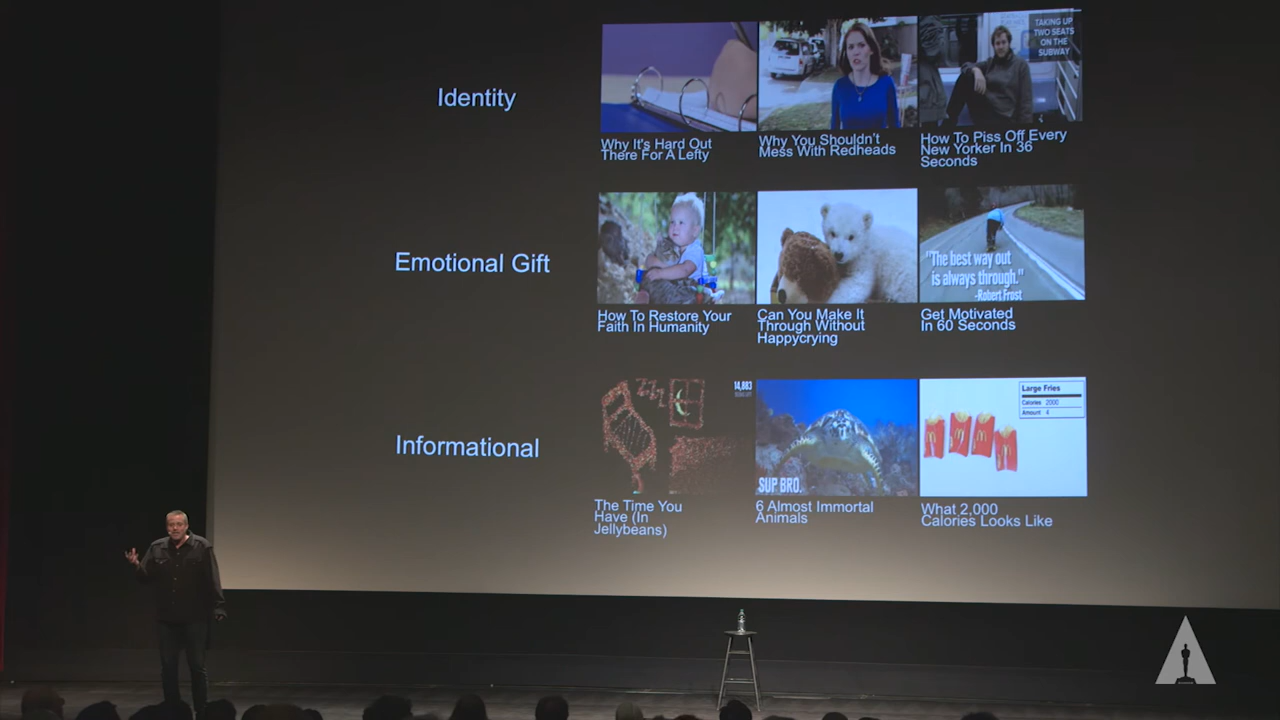 Identity
TAKING UP
TWO SEATS
ON THE
SUBWAY
Why It's Hard Out
There For A Lefty
Why You Shouldn't
Mess With Redheads
How To Piss Off Every
New Yorker In 36
Seconds
Emotional Gift
"The best way out
is always through."
-Robert Frost
How To Restore Your
Faith In Humanity
Can You Make It
Through Without
Happycrying
Get Motivated
In 60 Seconds
Informational
ZZZ
14,883
SUP BRO.
Large Fries
Calories 2000
Amount 4
The Time You
Have (In
Jellybeans)
6 Almost Immortal
Animals
What 2,000
Calories Looks Like